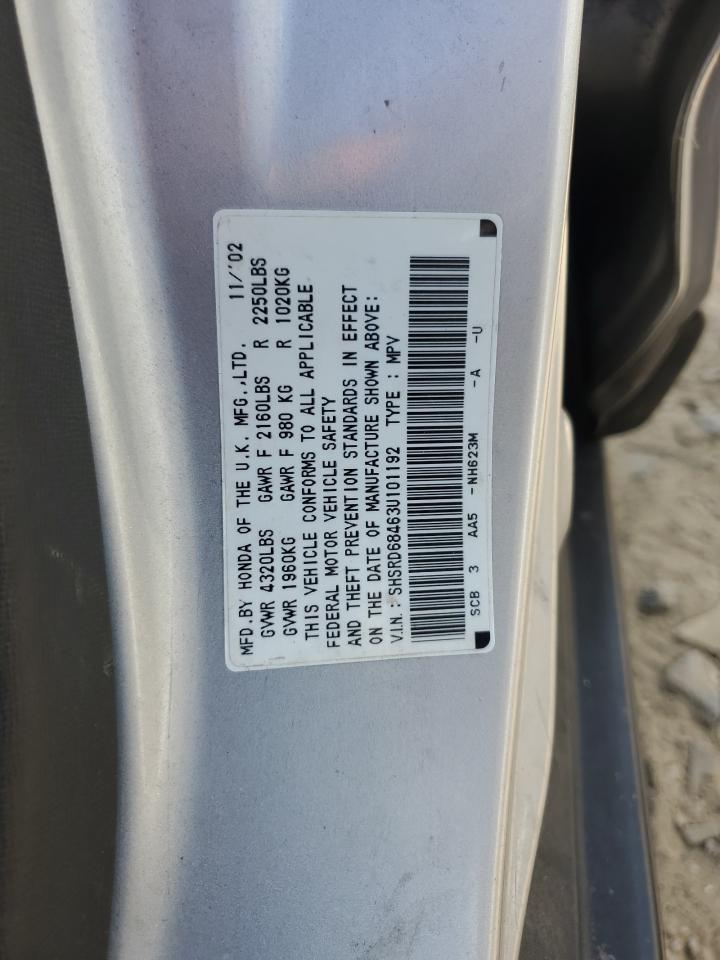 MFD.BY HONDA OF THE U.K. MFG.,LTD. 11/'02
GVWR 4320LBS GAWR F 2160LBS R 2250LBS
GVWR 1960KG GAWR F 980 KG R 1020KG
THIS VEHICLE CONFORMS TO ALL APPLICABLE
FEDERAL MOTOR VEHICLE SAFETY
AND THEFT PREVENTION STANDARDS IN EFFECT
ON THE DATE OF MANUFACTURE SHOWN ABOVE:
V.I.N.: SHSRD68463U101192 TYPE : MPV
SCB 3 AA5 -NH623M -A -U